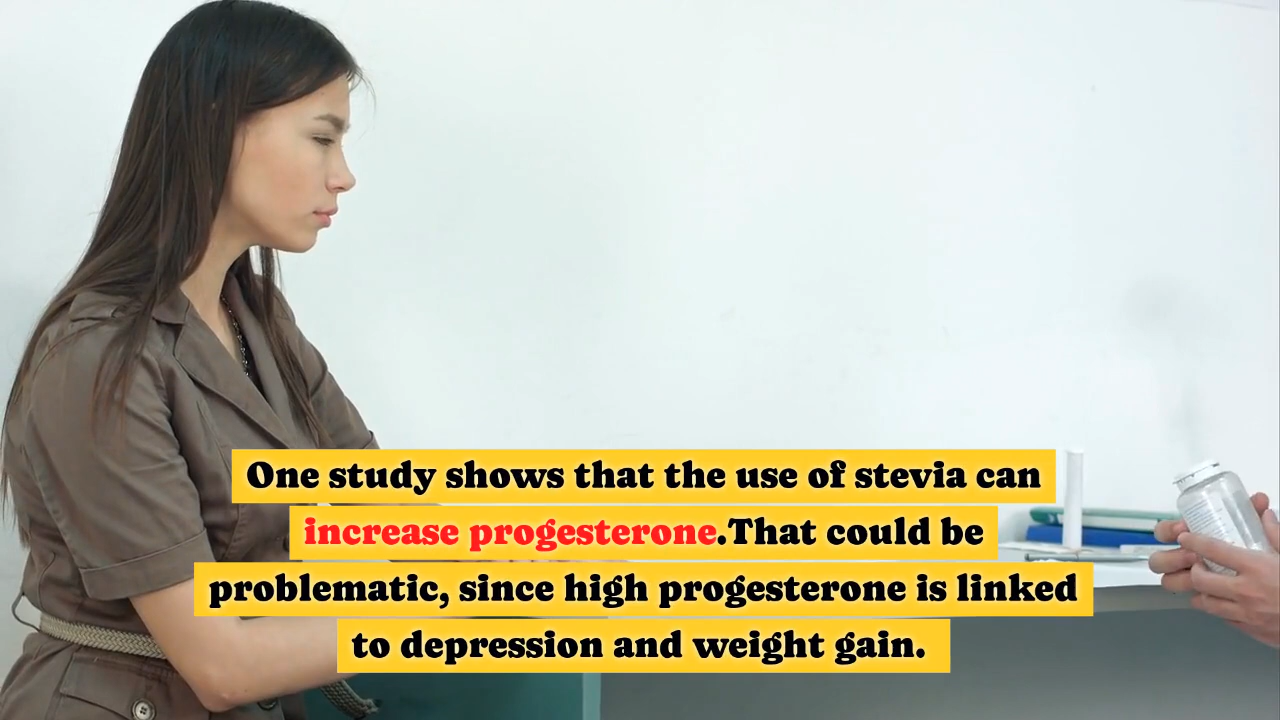 One study shows that the use of stevia can
increase progesterone.That could be
problematic, since high progesterone is linked
to depression and weight gain.